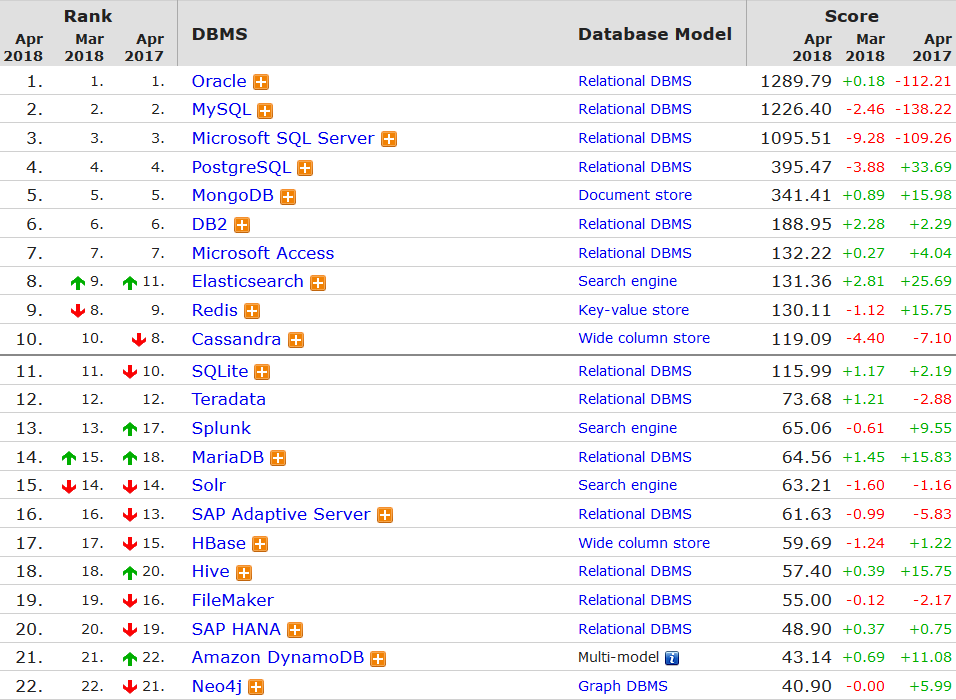 Rank DBMS Database Model Score
Apr 2018 Mar 2018 Apr 2017 Apr 2018 Mar 2018 Apr 2017
1. 1. 1. Oracle Relational DBMS 1289.79 +0.18 -112.21
2. 2. 2. MySQL Relational DBMS 1226.40 -2.46 -138.22
3. 3. 3. Microsoft SQL Server Relational DBMS 1095.51 -9.28 -109.26
4. 4. 4. PostgreSQL Relational DBMS 395.47 -3.88 +33.69
5. 5. 5. MongoDB Document store 341.41 +0.89 +15.98
6. 6. 6. DB2 Relational DBMS 188.95 +2.28 +2.29
7. 7. 7. Microsoft Access Relational DBMS 132.22 +0.27 +4.04
8. 9. 11. Elasticsearch Search engine 131.36 +2.81 +25.69
9. 8. 9. Redis Key-value store 130.11 -1.12 +15.75
10. 10. 8. Cassandra Wide column store 119.09 -4.40 -7.10
11. 11. 10. SQLite Relational DBMS 115.99 +1.17 +2.19
12. 12. 12. Teradata Relational DBMS 73.68 +1.21 -2.88
13. 13. 17. Splunk Search engine 65.06 -0.61 +9.55
14. 15. 18. MariaDB Relational DBMS 64.56 +1.45 +15.83
15. 14. 14. Solr Search engine 63.21 -1.60 -1.16
16. 16. 13. SAP Adaptive Server Relational DBMS 61.63 -0.99 -5.83
17. 17. 15. HBase Wide column store 59.69 -1.24 +1.22
18. 18. 20. Hive Relational DBMS 57.40 +0.39 +15.75
19. 19. 16. FileMaker Relational DBMS 55.00 -0.12 -2.17
20. 20. 19. SAP HANA Relational DBMS 48.90 +0.37 +0.75
21. 21. 22. Amazon DynamoDB Multi-model i 43.14 +0.69 +11.08
22. 22. 21. Neo4j Graph DBMS 40.90 -0.00 +5.99